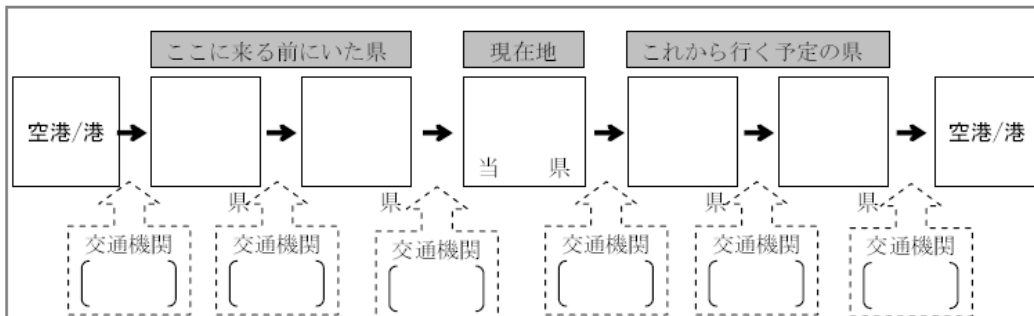 ここに来る前にいた県 現在地 これから行く予定の県
空港/港 空港/港
当 県
県 県 県 県
交通機関 交通機関 交通機関 交通機関 交通機関 交通機関